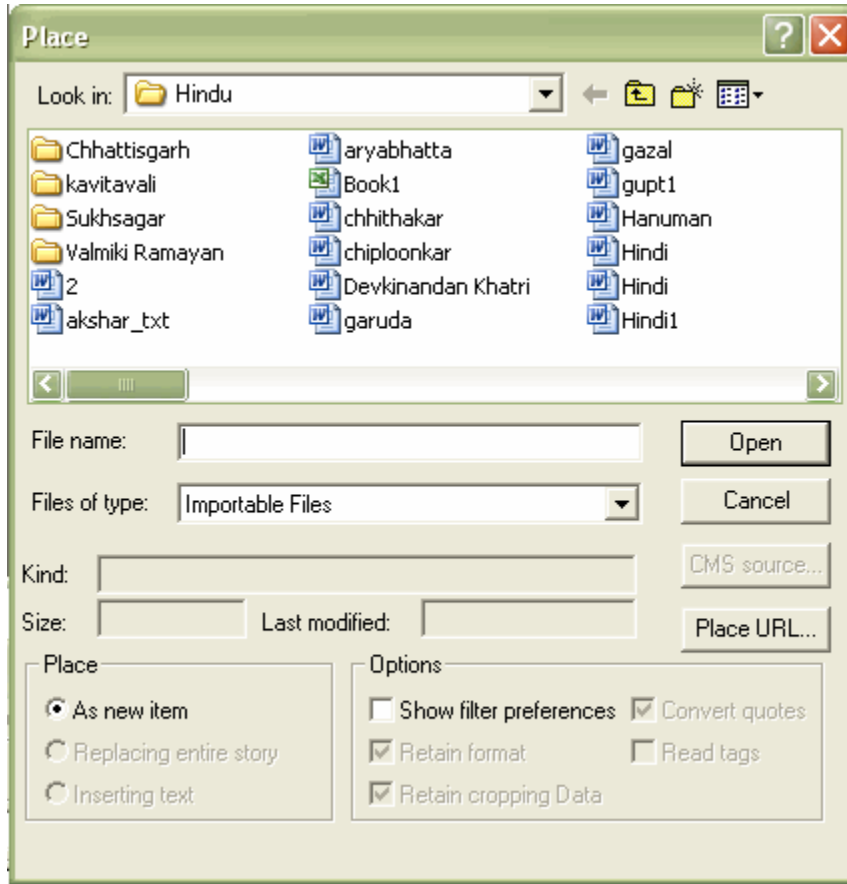 Place
Look in: Hindu
Chhattisgarh aryabhatta gazal
kavitavali Book1 gupt1
Sukhsagar chhithakar Hanuman
Valmiki Ramayan chiploonkar Hindi
2 Devkinandan Khatri Hindi
akshar_txt garuda Hindi1
File name: Open
Files of type: Importable Files Cancel
Kind: CMS source...
Size: Last modified: Place URL...
Place Options
As new item Show filter preferences Convert quotes
Replacing entire story Retain format Read tags
Inserting text Retain cropping Data